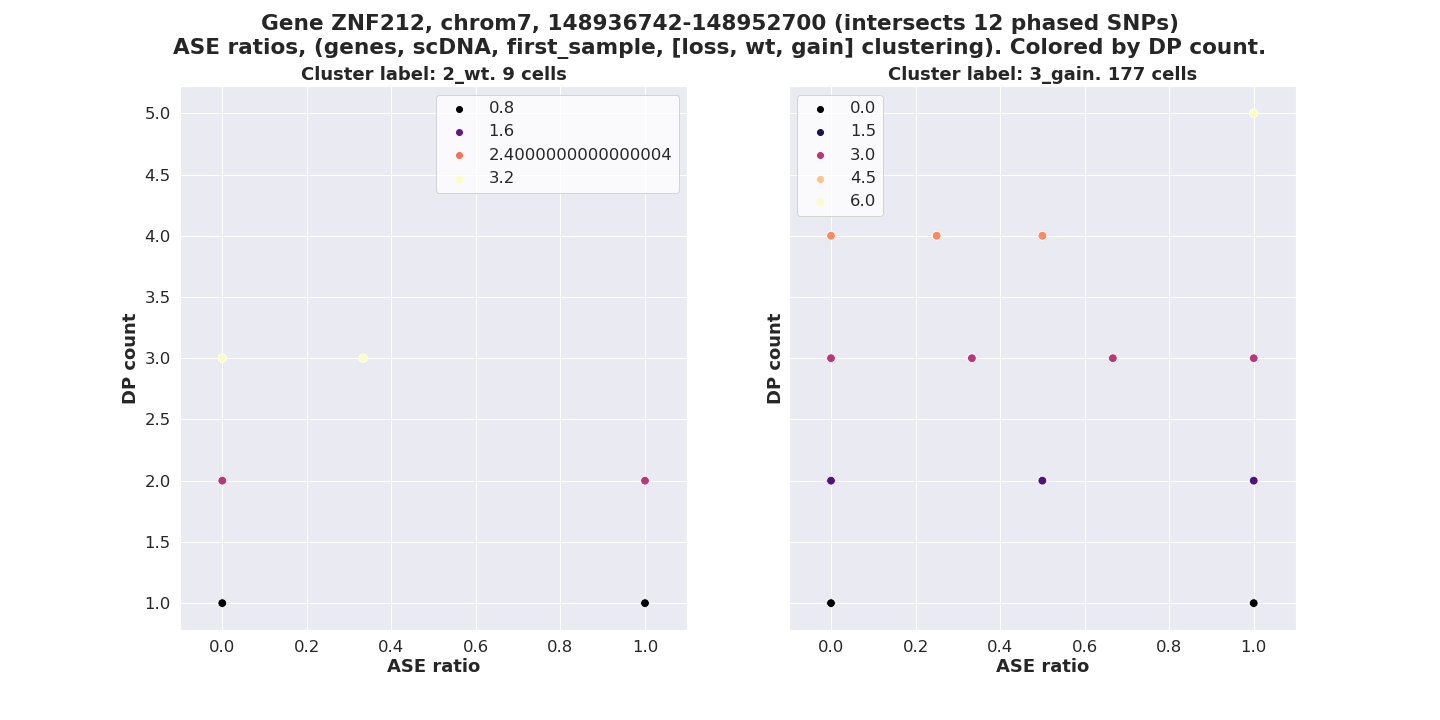 Gene ZNF212, chrom7, 148936742-148952700 (intersects 12 phased SNPs)
ASE ratios, (genes, scDNA, first_sample, [loss, wt, gain] clustering). Colored by DP count.
Cluster label: 2_wt. 9 cells
0.8
1.6
2.4000000000000004
3.2
5.0
4.5
4.0
3.5
3.0
2.5
2.0
1.5
1.0
DP count
0.0 0.2 0.4 0.6 0.8 1.0
ASE ratio
Cluster label: 3_gain. 177 cells
0.0
1.5
3.0
4.5
6.0
DP count
0.0 0.2 0.4 0.6 0.8 1.0
ASE ratio